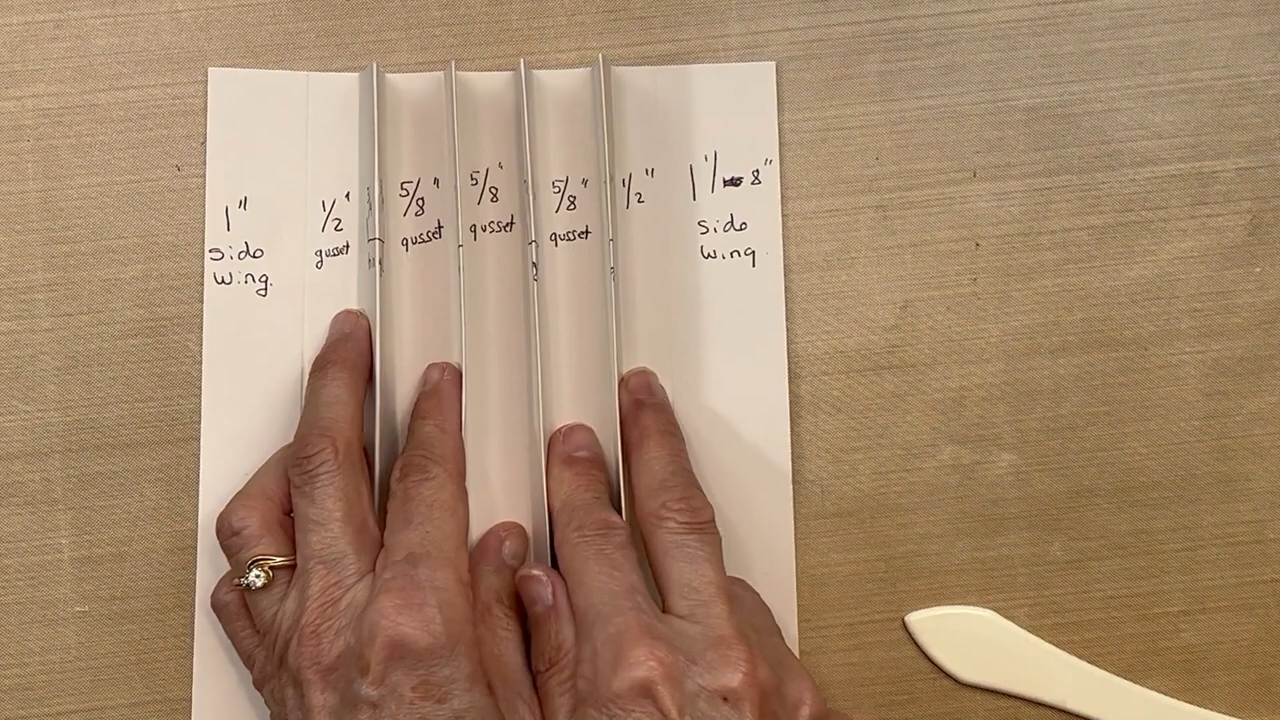 1"
side
wing.
1/2"
gusset
5/8"
gusset
5/8"
gusset
5/8"
gusset
1/2"
1 1/8"
side
wing